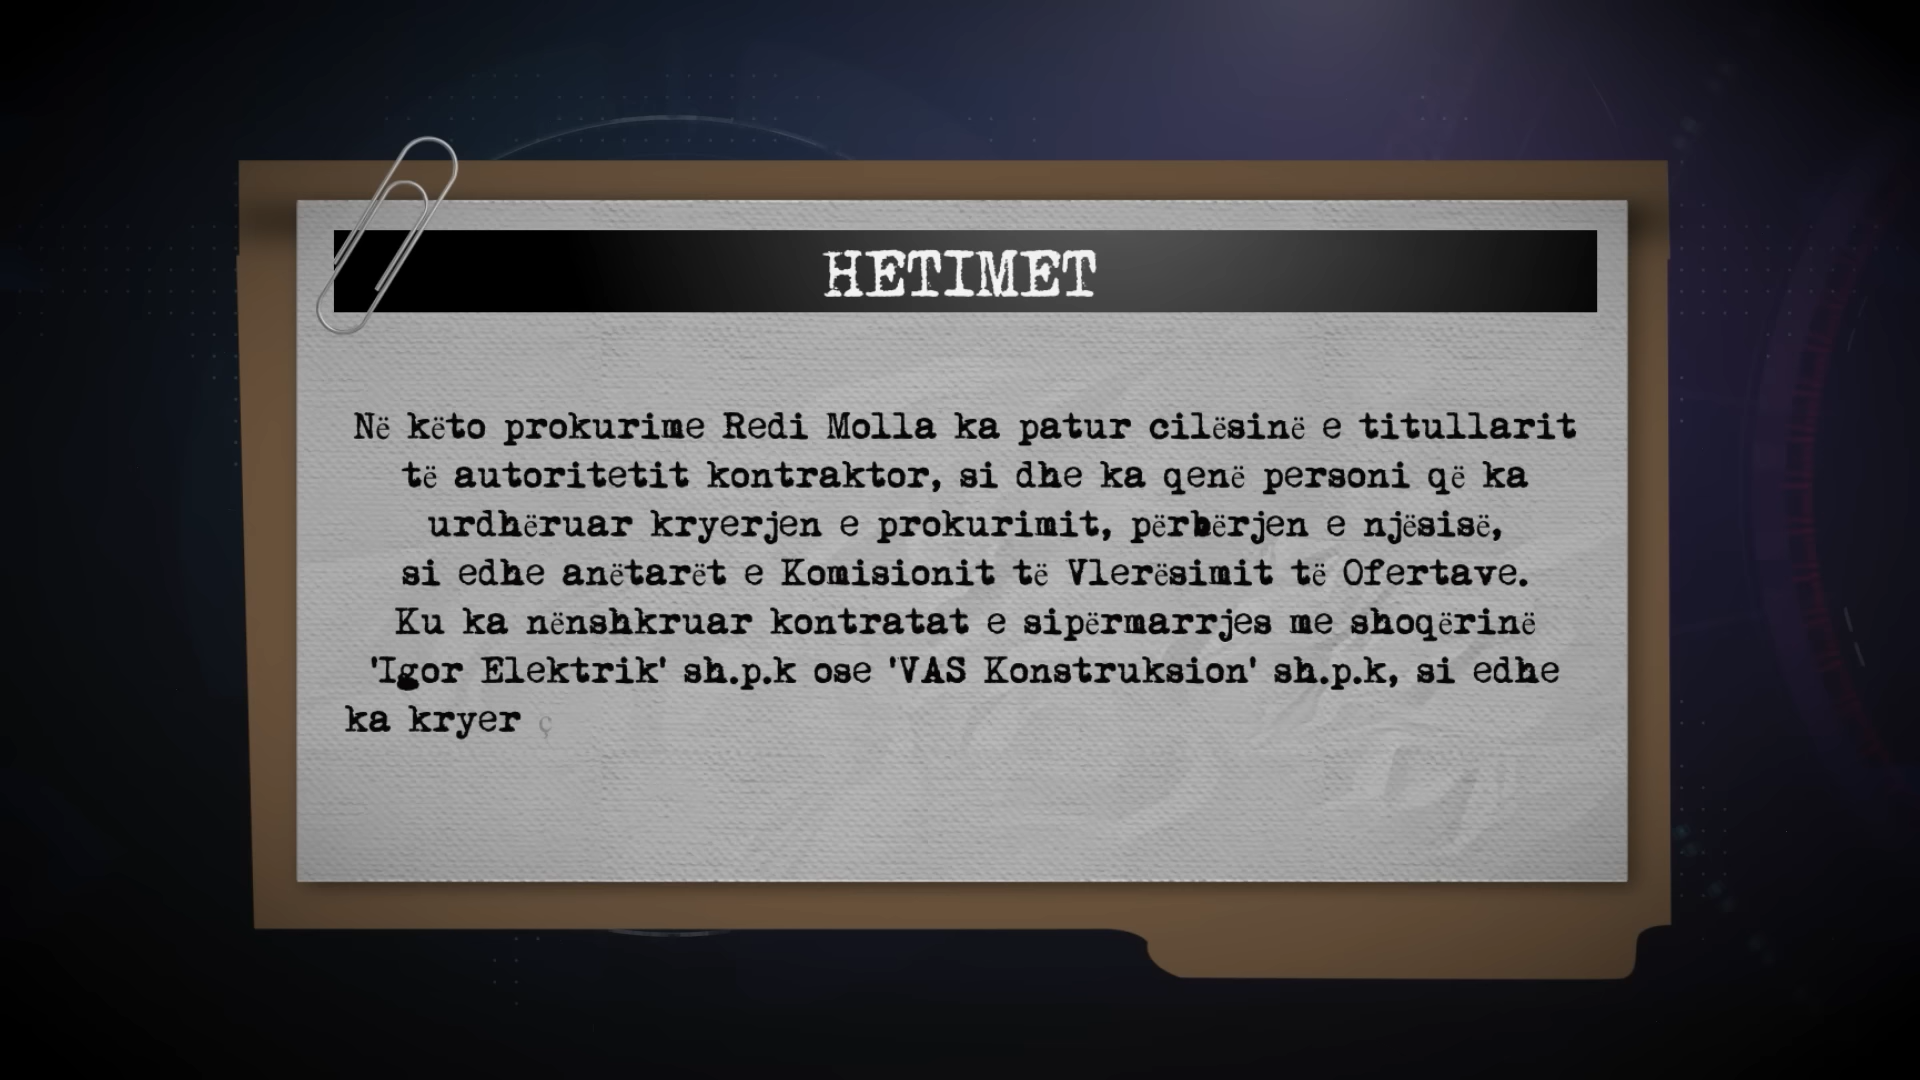 HETIMET
Në këto prokurime Redi Molla ka patur cilësinë e titullarit
të autoritetit kontraktor, si dhe ka qenë personi që ka
urdhëruar kryerjen e prokurimit, përbërjen e njësisë,
si edhe anëtarët e Komisionit të Vlerësimit të Ofertave.
Ku ka nënshkruar kontratat e sipërmarrjes me shoqërinë
'Igor Elektrik' sh.p.k ose 'VAS Konstruksion' sh.p.k, si edhe
ka kryer ç